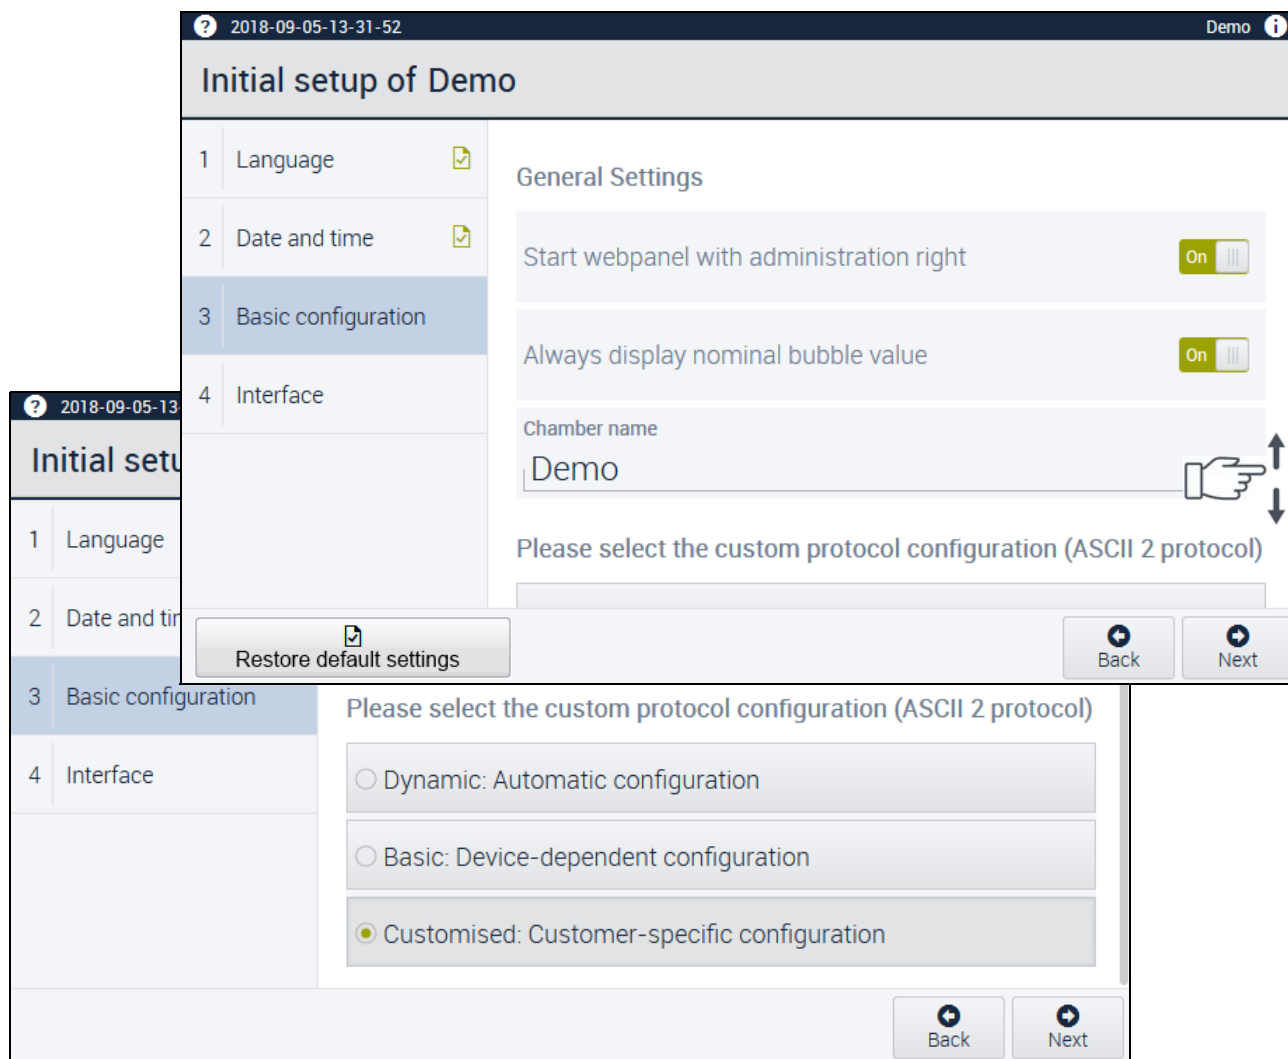 ? 2018-09-05-13-31-52 Demo i
Initial setup of Demo
1 Language
2 Date and time
3 Basic configuration
4 Interface
General Settings
Start webpanel with administration right On
Always display nominal bubble value On
Chamber name
Demo
Please select the custom protocol configuration (ASCII 2 protocol)
Restore default settings
Back
Next
? 2018-09-05-13-
Initial setu
1 Language
2 Date and tin
3 Basic configuration
4 Interface
Please select the custom protocol configuration (ASCII 2 protocol)
Dynamic: Automatic configuration
Basic: Device-dependent configuration
Customised: Customer-specific configuration
Back
Next